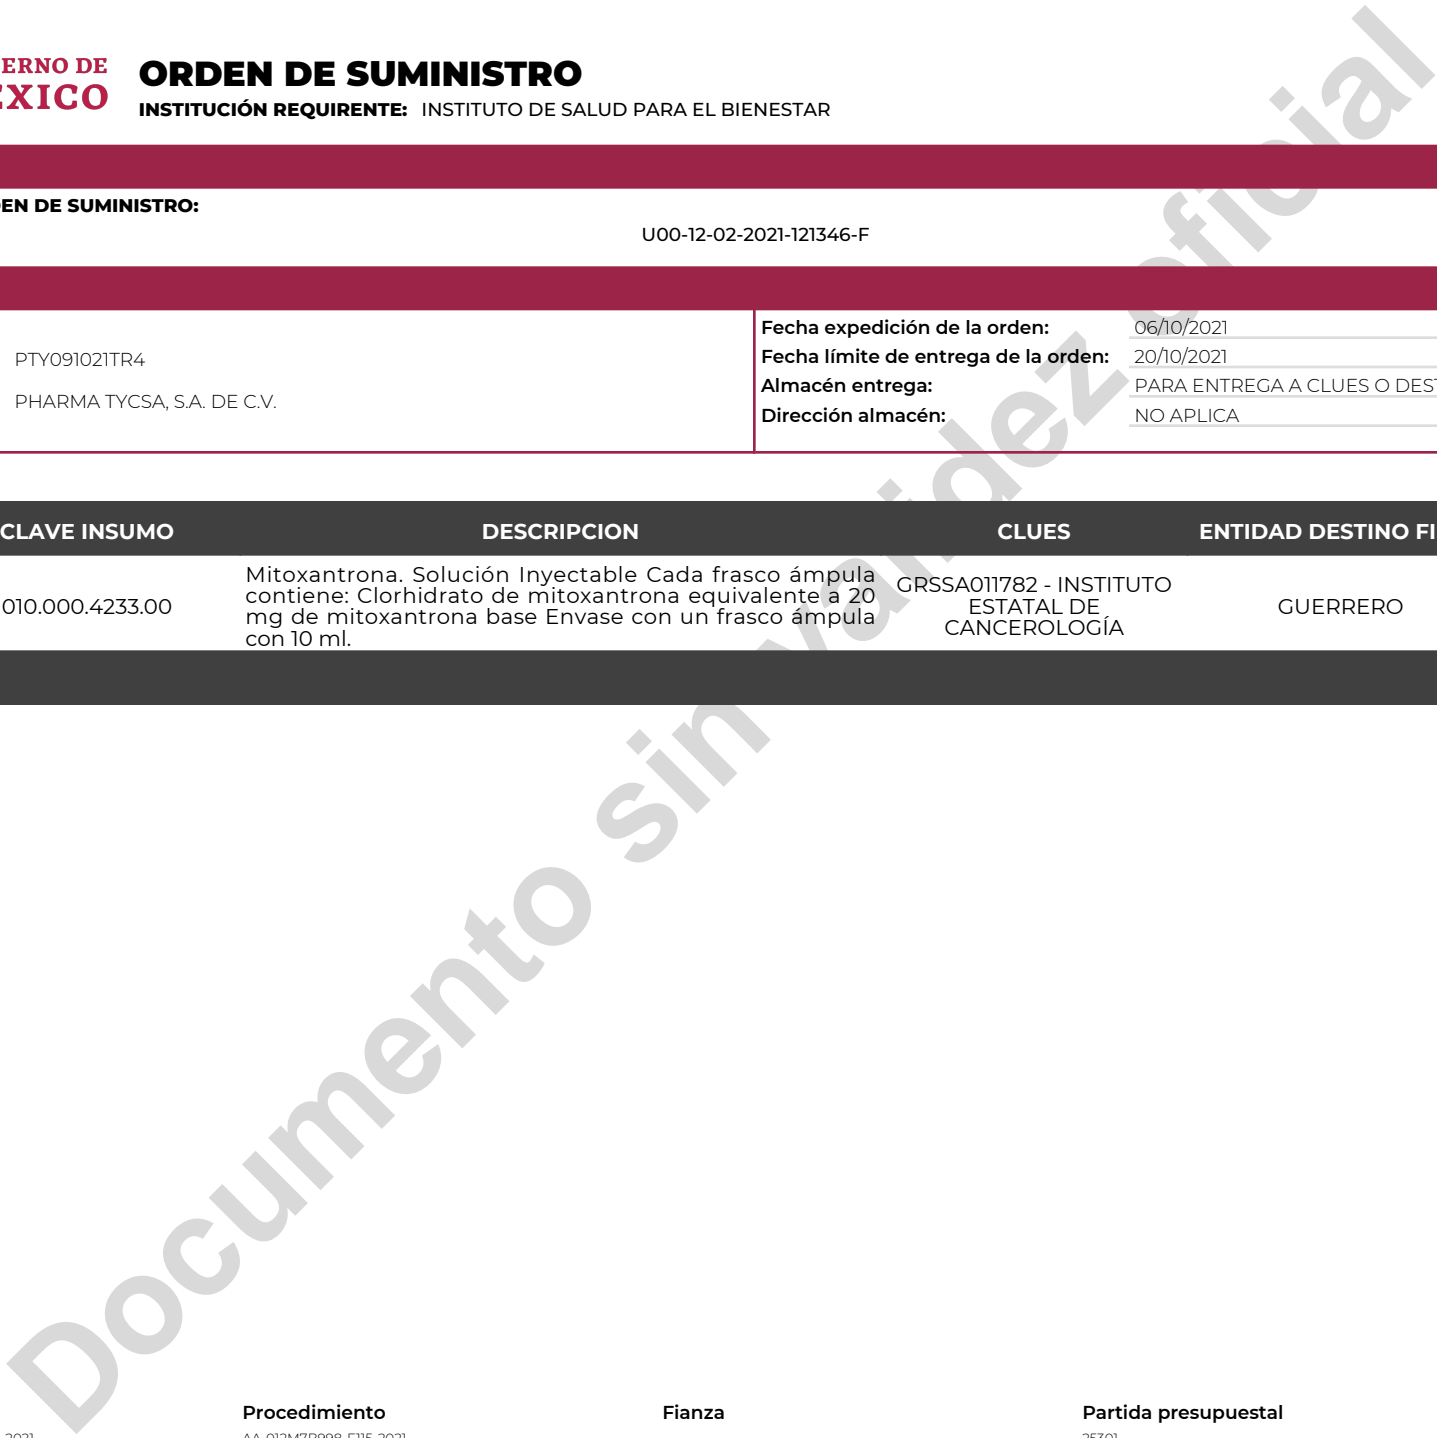 ERNO DE
EXICO
ORDEN DE SUMINISTRO
INSTITUCIÓN REQUIRENTE: INSTITUTO DE SALUD PARA EL BIENESTAR
EN DE SUMINISTRO:
U00-12-02-2021-121346-F
PTY091021TR4
PHARMA TYCSA, S.A. DE C.V.
Fecha expedición de la orden: 06/10/2021
Fecha límite de entrega de la orden: 20/10/2021
Almacén entrega: PARA ENTREGA A CLUES O DEST
Dirección almacén: NO APLICA
CLAVE INSUMO DESCRIPCION CLUES ENTIDAD DESTINO FI
010.000.4233.00
Mitoxantrona. Solución Inyectable Cada frasco ámpula
contiene: Clorhidrato de mitoxantrona equivalente a 20
mg de mitoxantrona base Envase con un frasco ámpula
con 10 ml.
GRSSA011782 - INSTITUTO
ESTATAL DE
CANCEROLOGÍA
GUERRERO
Documento sin validez oficial
Procedimiento Fianza Partida presupuestal